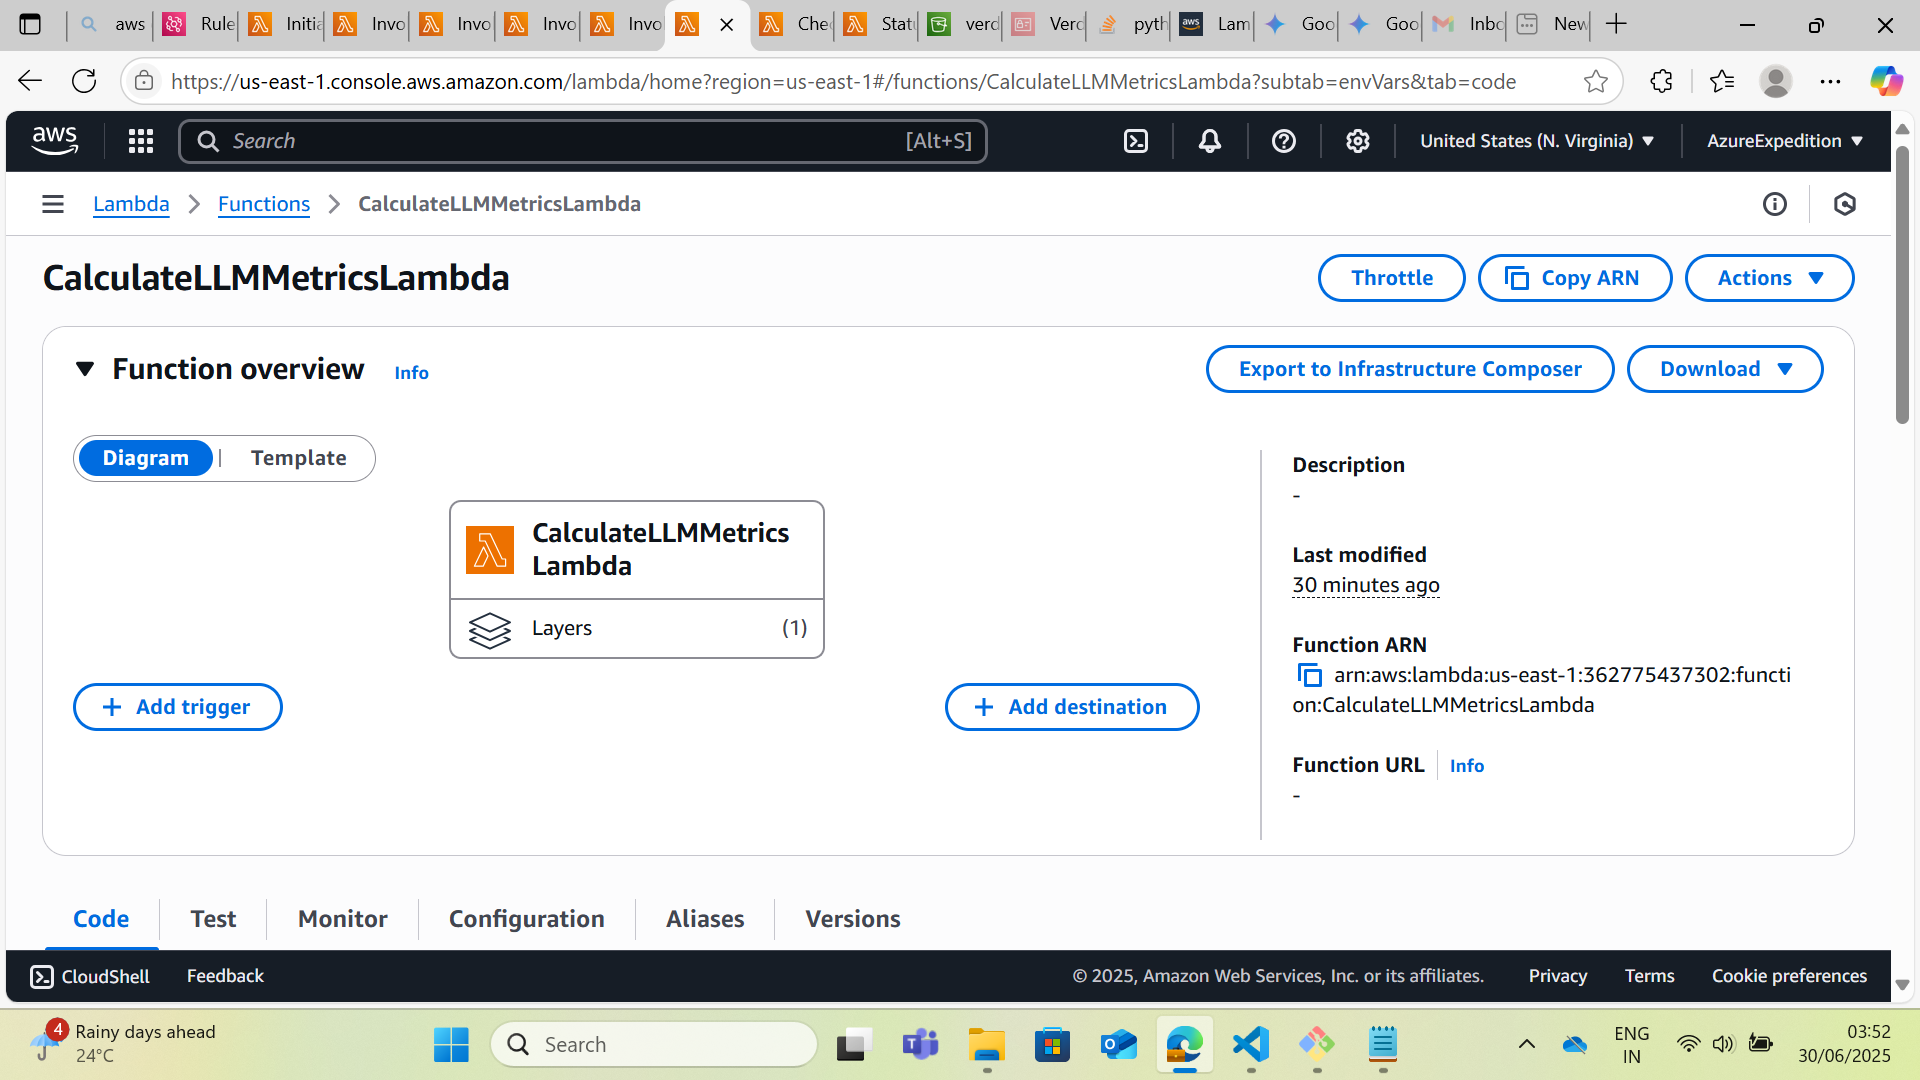 aws
Rule
Initia
Invo
Invo
Invo
Invo
Chec
Statu
verd
Verd
pyth
Lam
Goo
Goo
Inbo
New
https://us-east-1.console.aws.amazon.com/lambda/home?region=us-east-1#/functions/CalculateLLMMetricsLambda?subtab=envVars&tab=code
aws
Search
[Alt+S]
United States (N. Virginia)
AzureExpedition
Lambda
Functions
CalculateLLMMetricsLambda
CalculateLLMMetricsLambda
Throttle
Copy ARN
Actions
Function overview
Info
Export to Infrastructure Composer
Download
Diagram
Template
CalculateLLMMetrics
Lambda
Layers
(1)
Add trigger
Add destination
Description
-
Last modified
30 minutes ago
Function ARN
arn:aws:lambda:us-east-1:362775437302:functi
on:CalculateLLMMetricsLambda
Function URL
Info
-
Code
Test
Monitor
Configuration
Aliases
Versions
CloudShell
Feedback
© 2025, Amazon Web Services, Inc. or its affiliates.
Privacy
Terms
Cookie preferences
4
Rainy days ahead
24°C
Search
ENG
IN
03:52
30/06/2025